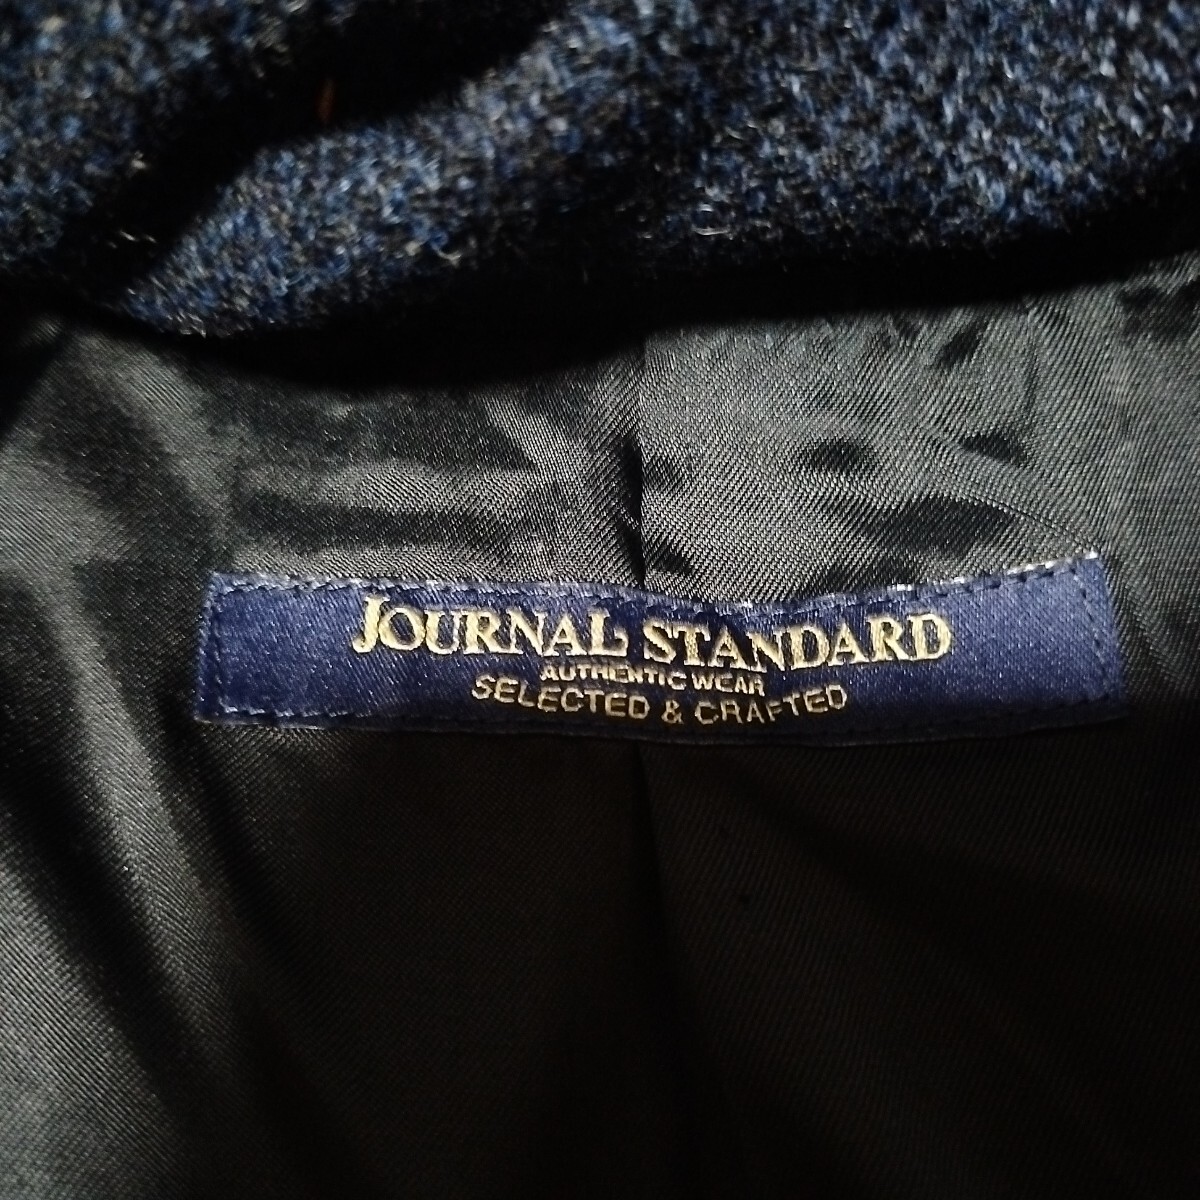 JOURNAL STANDARD
AUTHENTIC WEAR
SELECTED & CRAFTED